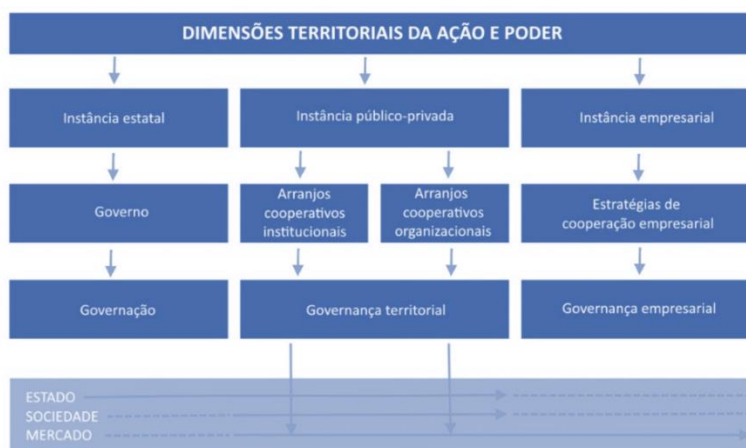 DIMENSÕES TERRITORIAIS DA AÇÃO E PODER
Instância estatal
Instância público-privada
Instância empresarial
Governo
Arranjos
cooperativos
institucionais
Arranjos
cooperativos
organizacionais
Estratégias de
cooperação empresarial
Governação
Governança territorial
Governança empresarial
ESTADO
SOCIEDADE
MERCADO